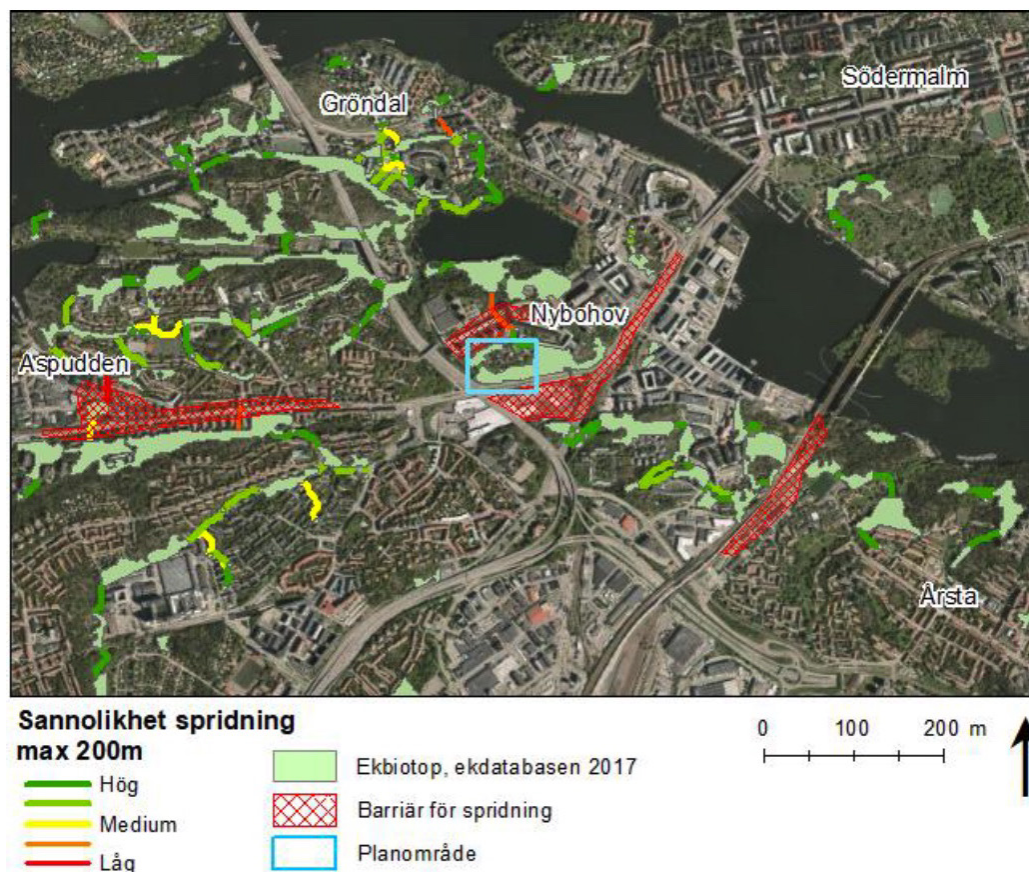 Södermalm
Gröndal
Nybohov
Aspudden
Årsta
Sannolikhet spridning
max 200m
Hög
Medium
Låg
Ekbiotop, ekdatabasen 2017
Barriär för spridning
Planområde
0 100 200 m